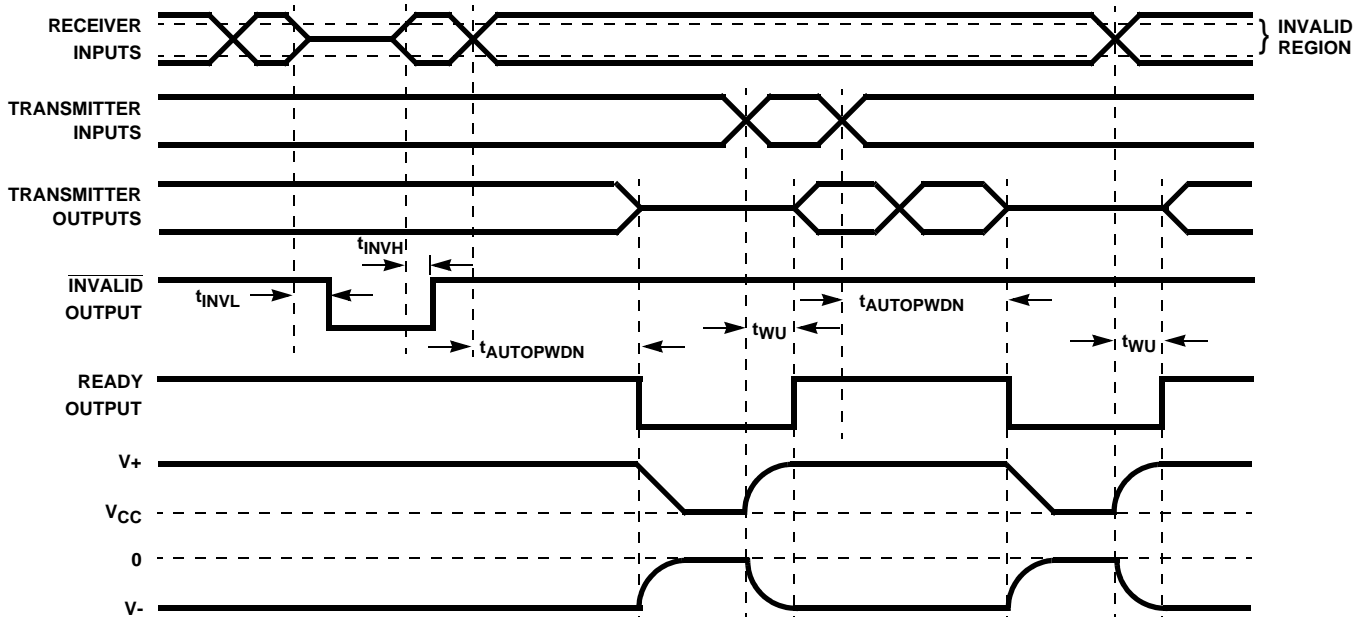 RECEIVER
INPUTS
} INVALID
REGION
TRANSMITTER
INPUTS
TRANSMITTER
OUTPUTS
tINVH
INVALID
OUTPUT
tINVL
tAUTOPWDN
tWU
tAUTOPWDN
tWU
READY
OUTPUT
V+
VCC
0
V-